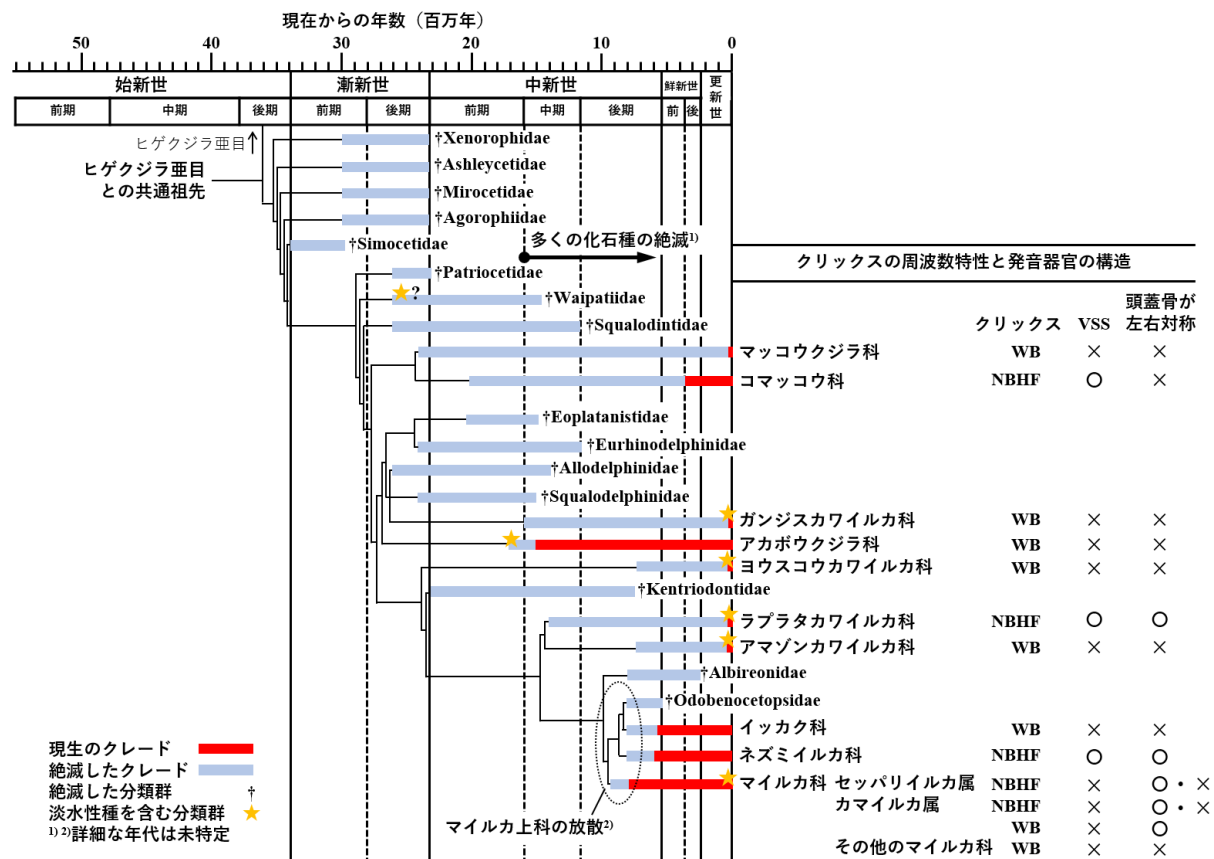 現在からの年数（百万年）
50 40 30 20 10 0
始新世 漸新世 中新世 鮮新世 更新世
前期 中期 後期 前期 後期 前期 中期 後期 前 後
ヒゲクジラ亜目
ヒゲクジラ亜目
との共通祖先
†Xenorophidae
†Ashleycetidae
†Mirocetidae
†Agorophiidae
†Simocetidae
多くの化石種の絶滅1)
†Patriocetidae
?
†Waipatiidae
†Squalodintidae
クリックスの周波数特性と発音器官の構造
クリックス VSS 頭蓋骨が
左右対称
マッコウクジラ科 WB × ×
コマッコウ科 NBHF ○ ×
†Eoplatanistidae
†Eurhinodelphinidae
†Allodelphinidae
†Squalodelphinidae
ガンジスカワイルカ科 WB × ×
アカボウクジラ科 WB × ×
ヨウスコウカワイルカ科 WB × ×
†Kentriodontidae
ラプラタカワイルカ科 NBHF ○ ○
アマゾンカワイルカ科 WB × ×
†Albireonidae
†Odobenocetopsidae
イッカク科 WB × ×
ネズミイルカ科 NBHF ○ ○
マイルカ科 セッパリイルカ属 NBHF × ○・×
カマイルカ属 NBHF × ○・×
WB × ○
その他のマイルカ科 WB × ×
マイルカ上科の放散2)
現生のクレード
絶滅したクレード
絶滅した分類群 †
淡水性種を含む分類群
1) 2)詳細な年代は未特定